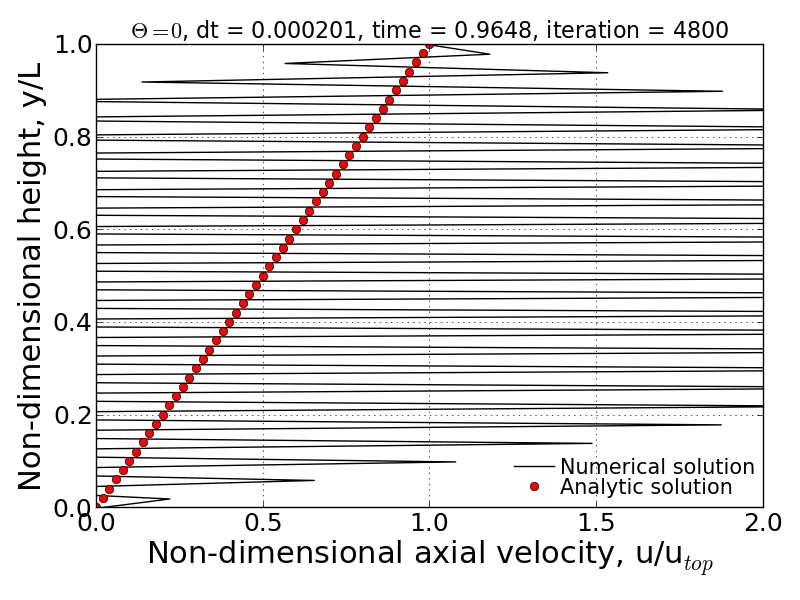 Θ=0, dt = 0.000201, time = 0.9648, iteration = 4800
Non-dimensional height, y/L
1.0
0.8
0.6
0.4
0.2
0.0
Numerical solution
Analytic solution
0.0 0.5 1.0 1.5 2.0
Non-dimensional axial velocity, u/u_top